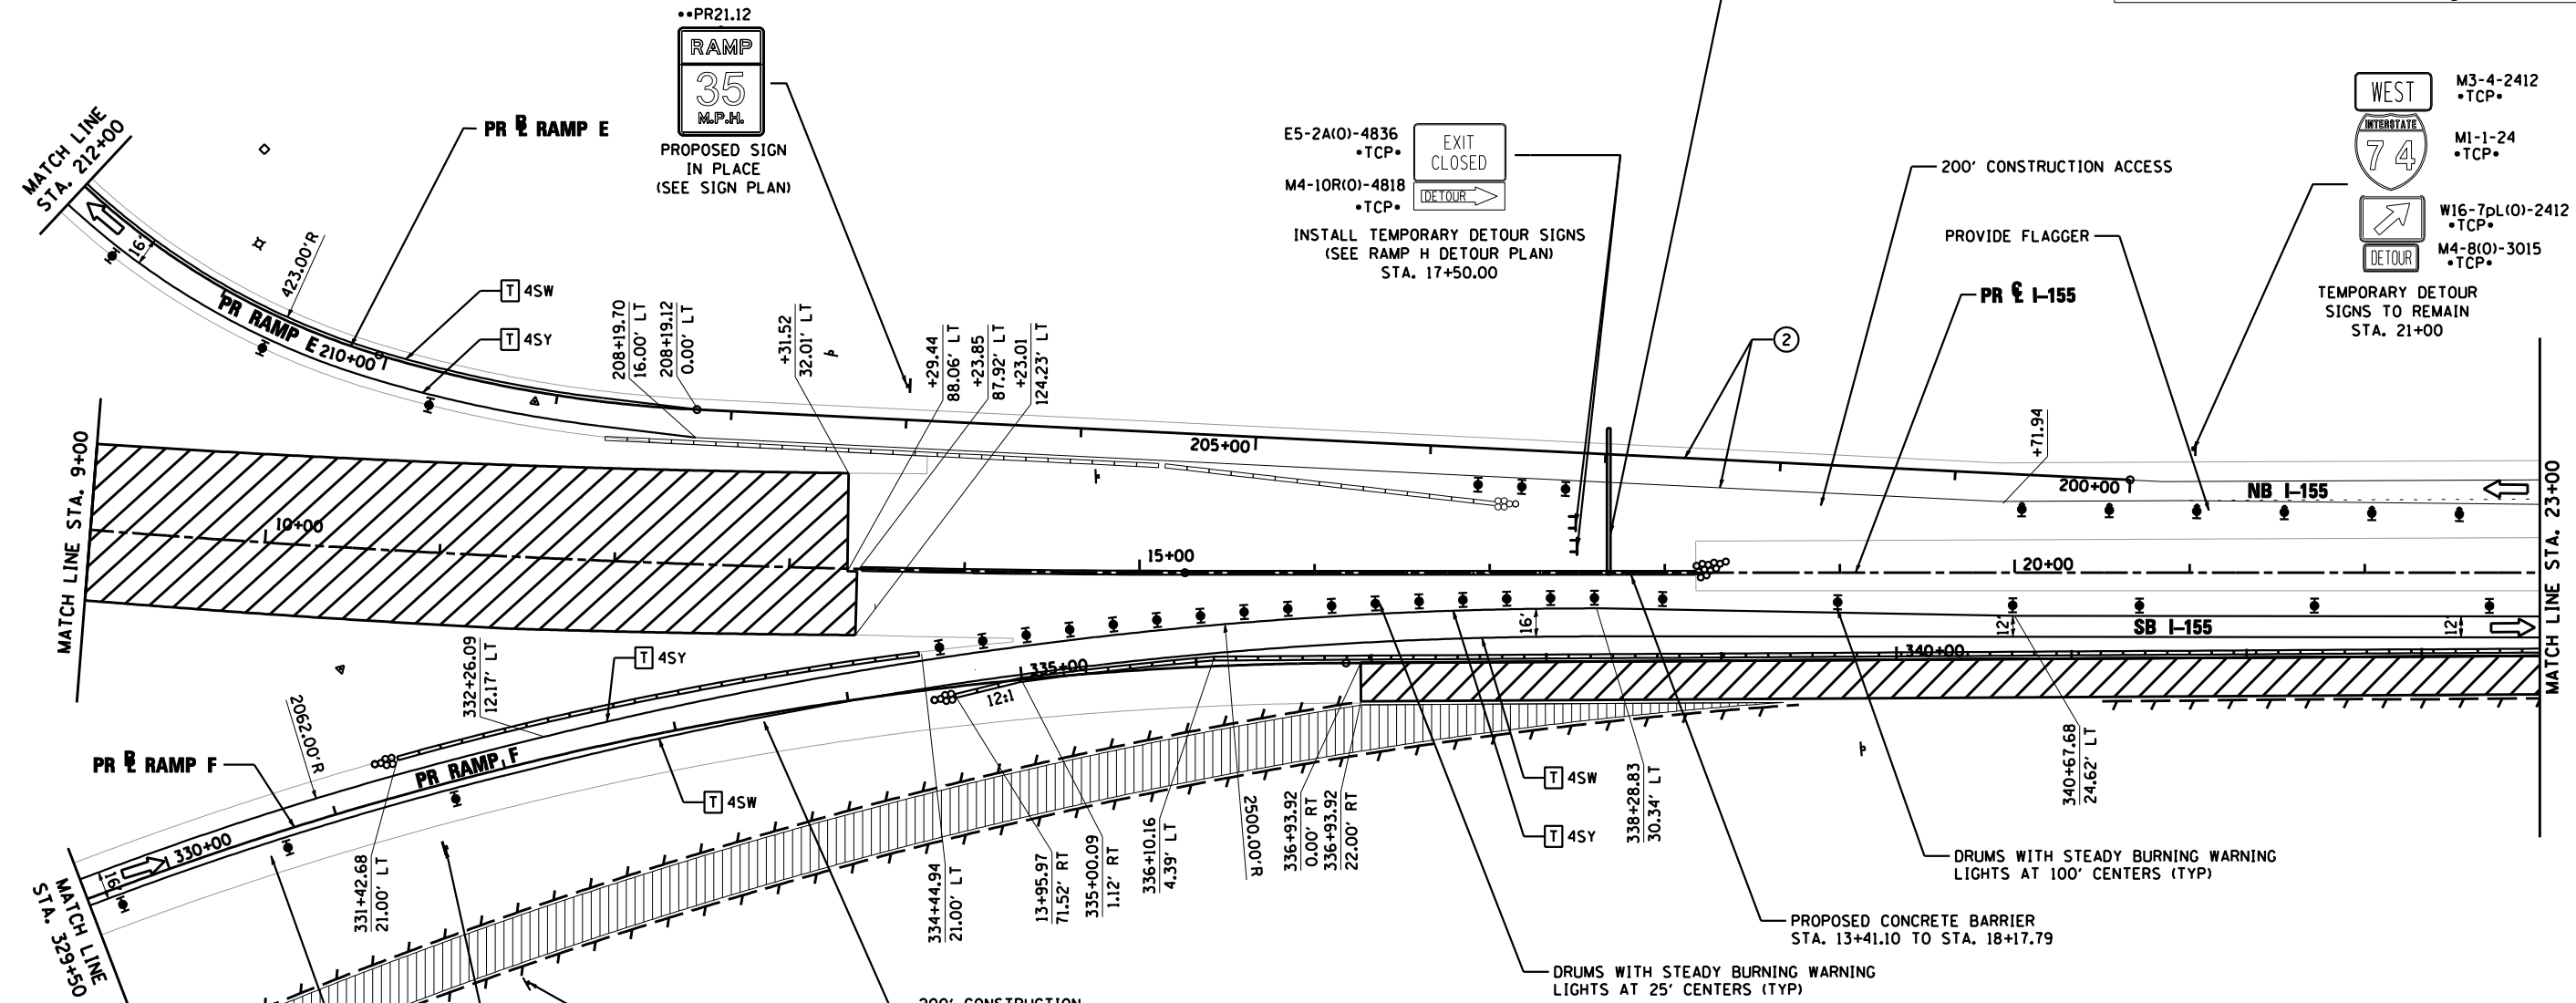 ••PR21.12
RAMP
35
M.P.H.
PROPOSED SIGN
IN PLACE
(SEE SIGN PLAN)
MATCH LINE
STA. 212+00
PR BL RAMP E
16'
423.00'R
PR RAMP E
210+00
T 4SW
T 4SY
208+19.70
16.00' LT
208+19.12
0.00' LT
+31.52
32.01' LT
+29.44
88.06' LT
+23.85
87.92' LT
+23.01
124.23' LT
E5-2A(O)-4836
•TCP•
EXIT
CLOSED
M4-10R(O)-4818
•TCP•
DETOUR
INSTALL TEMPORARY DETOUR SIGNS
(SEE RAMP H DETOUR PLAN)
STA. 17+50.00
200' CONSTRUCTION ACCESS
PROVIDE FLAGGER
PR CL I-155
2
WEST
M3-4-2412
•TCP•
INTERSTATE
74
M1-1-24
•TCP•
W16-7pL(O)-2412
•TCP•
DETOUR
M4-8(O)-3015
•TCP•
TEMPORARY DETOUR
SIGNS TO REMAIN
STA. 21+00
205+00
+71.94
200+00
NB I-155
MATCH LINE STA. 9+00
10+00
15+00
20+00
MATCH LINE STA. 23+00
16'
12'
SB I-155
12'
335+00
340+00
12:1
332+26.09
12.17' LT
T 4SY
2062.00'R
PR BL RAMP F
PR RAMP F
T 4SW
330+00
16'
MATCH LINE
STA. 329+50
331+42.68
21.00' LT
334+44.94
21.00' LT
13+95.97
71.52' RT
335+00.09
1.12' RT
336+10.16
4.39' LT
2500.00'R
336+93.92
0.00' RT
336+93.92
22.00' RT
T 4SW
T 4SY
338+28.83
30.34' LT
340+67.68
24.62' LT
DRUMS WITH STEADY BURNING WARNING
LIGHTS AT 100' CENTERS (TYP)
PROPOSED CONCRETE BARRIER
STA. 13+41.10 TO STA. 18+17.79
DRUMS WITH STEADY BURNING WARNING
LIGHTS AT 25' CENTERS (TYP)
200' CONSTRUCTION